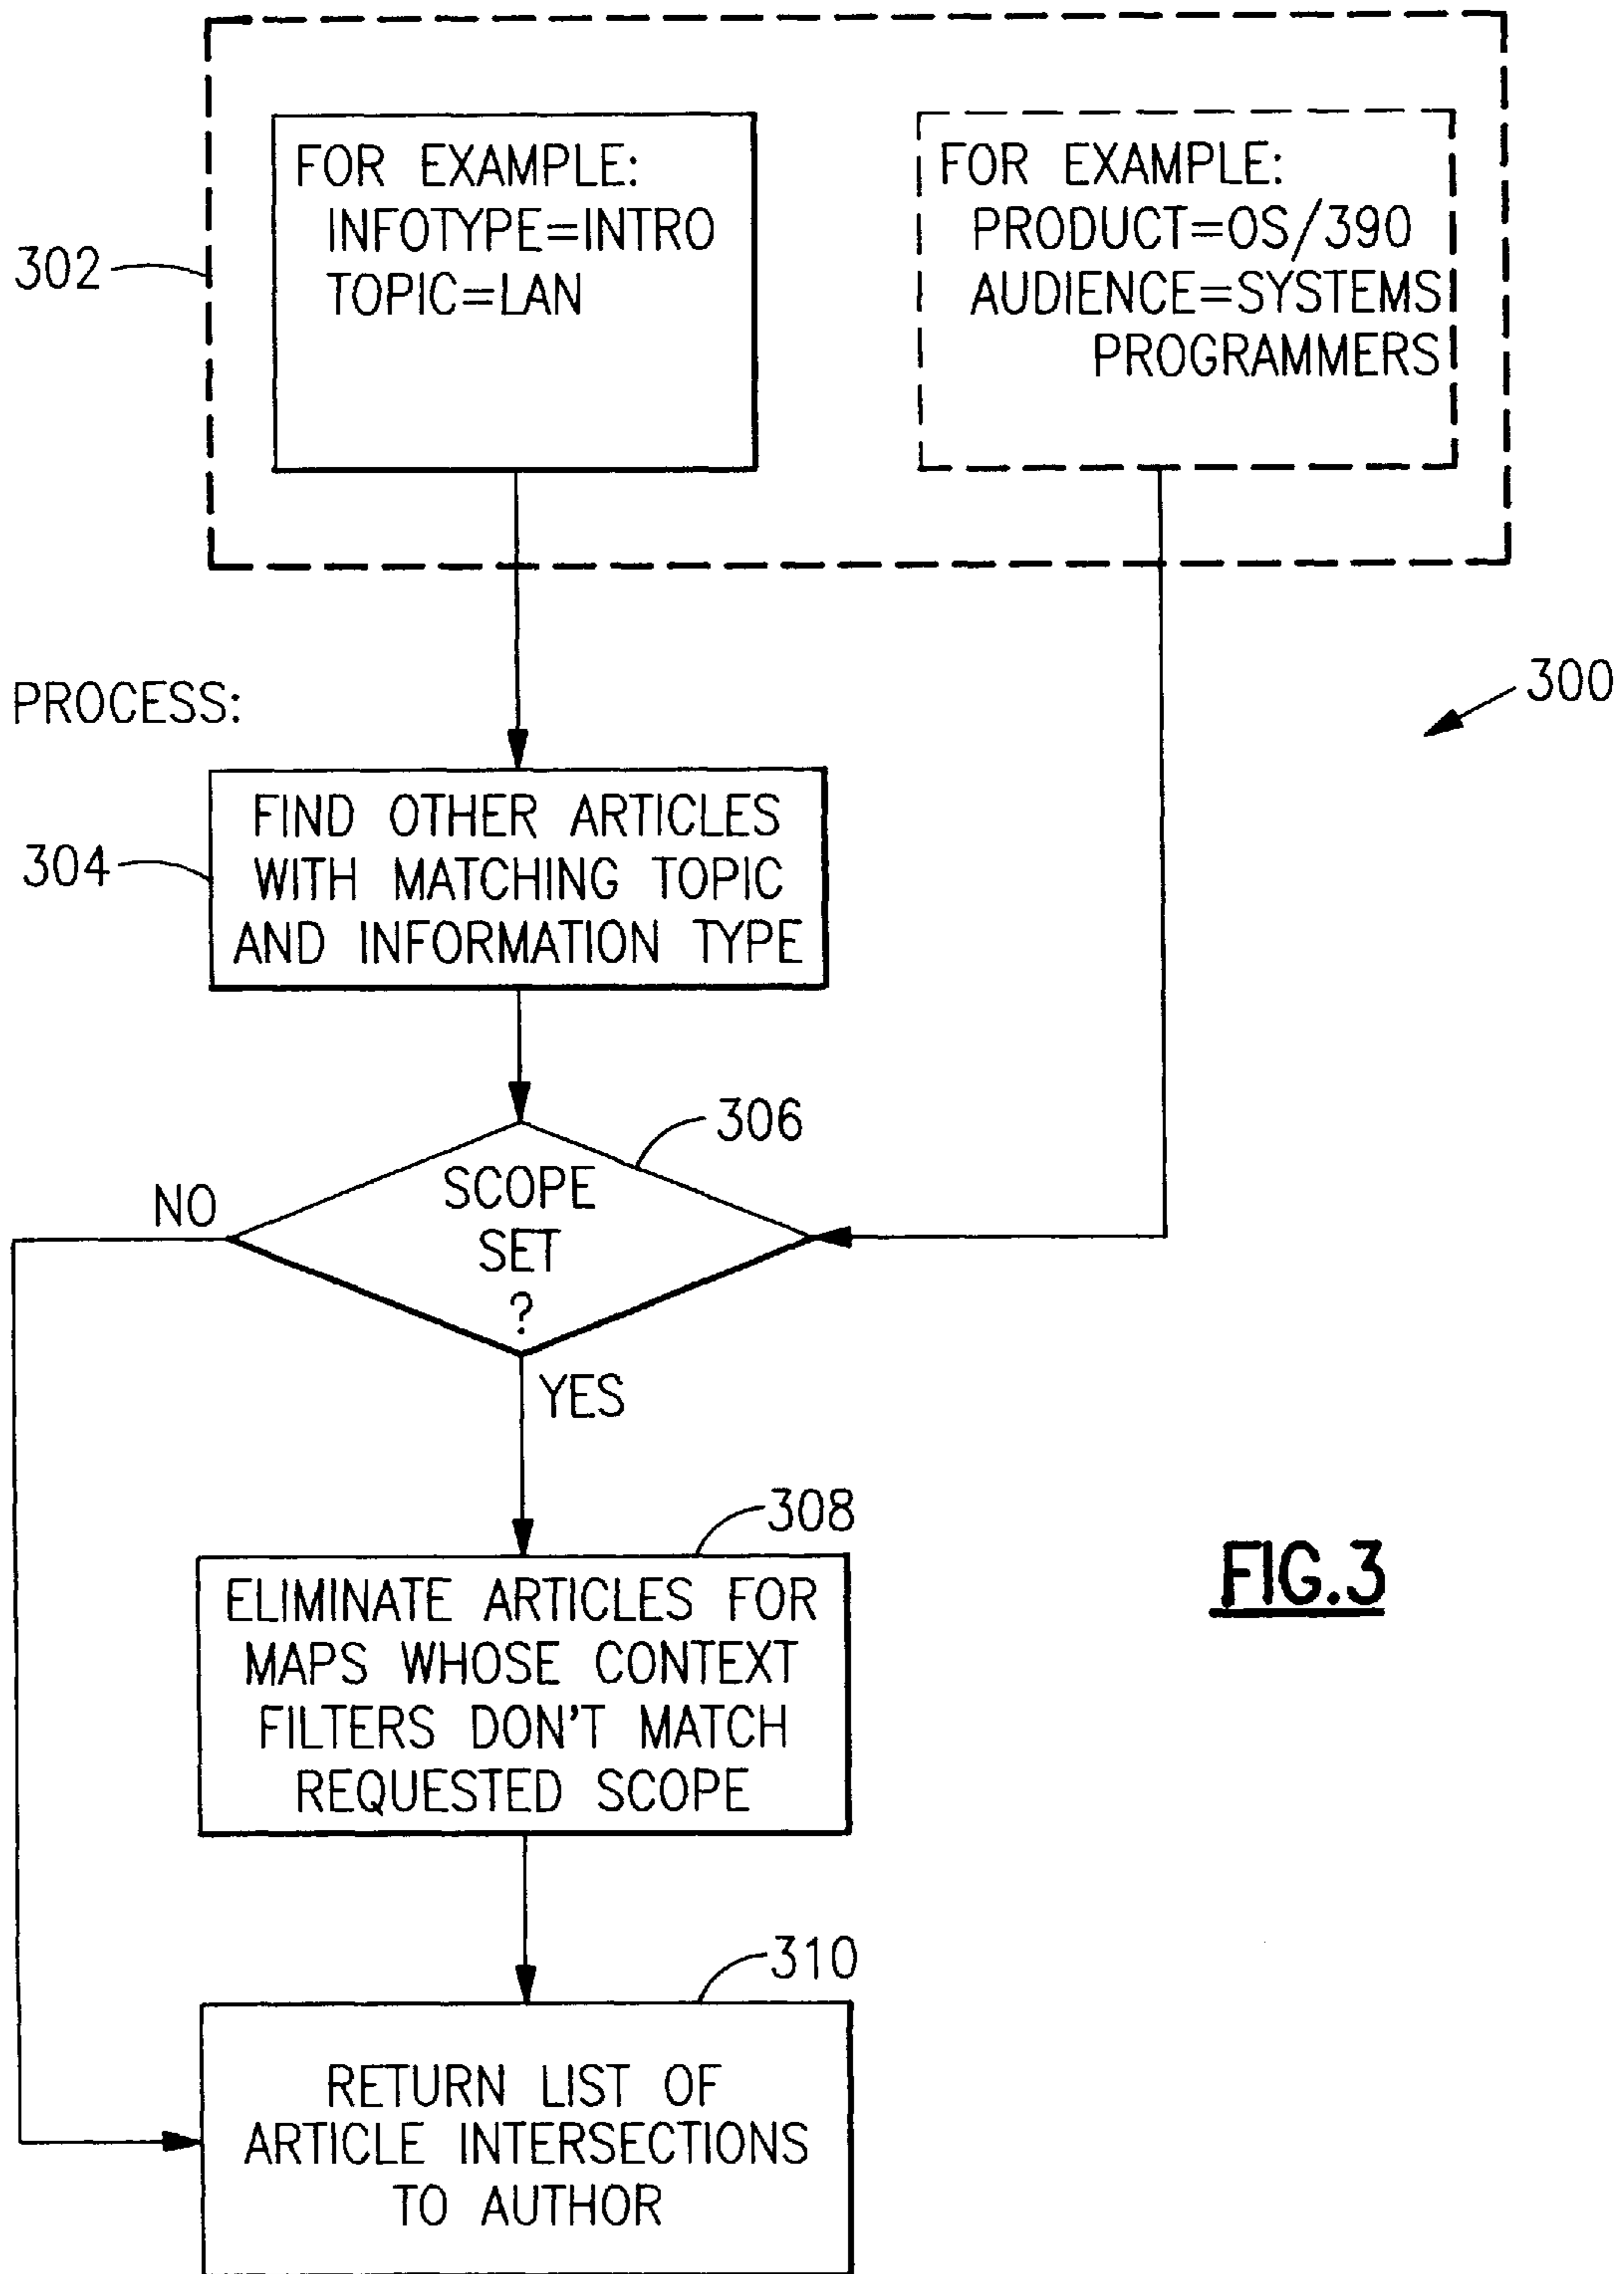 FOR EXAMPLE:
INFOTYPE=INTRO
TOPIC=LAN
FOR EXAMPLE:
PRODUCT=OS/390
AUDIENCE=SYSTEMS
PROGRAMMERS
302
300
PROCESS:
FIND OTHER ARTICLES
WITH MATCHING TOPIC
AND INFORMATION TYPE
304
306
SCOPE
SET
?
NO
YES
308
ELIMINATE ARTICLES FOR
MAPS WHOSE CONTEXT
FILTERS DON'T MATCH
REQUESTED SCOPE
FIG.3
310
RETURN LIST OF
ARTICLE INTERSECTIONS
TO AUTHOR